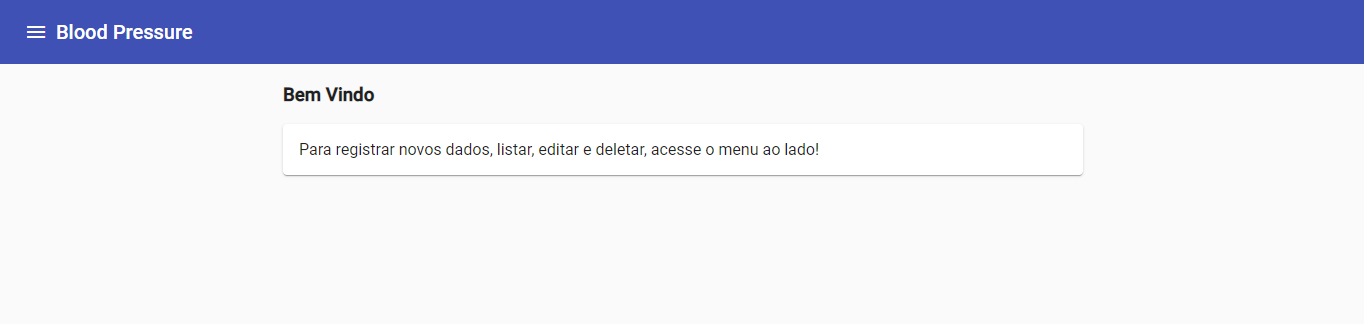 Blood Pressure
Bem Vindo
Para registrar novos dados, listar, editar e deletar, acesse o menu ao lado!